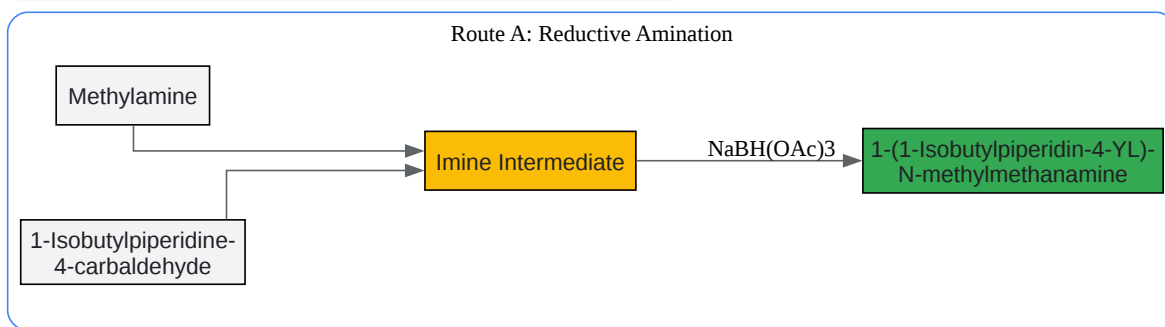 Route A: Reductive Amination
Methylamine
Imine Intermediate
NaBH(OAc)3
1-(1-Isobutylpiperidin-4-YL)-
N-methylmethanamine
1-Isobutylpiperidine-
4-carbaldehyde